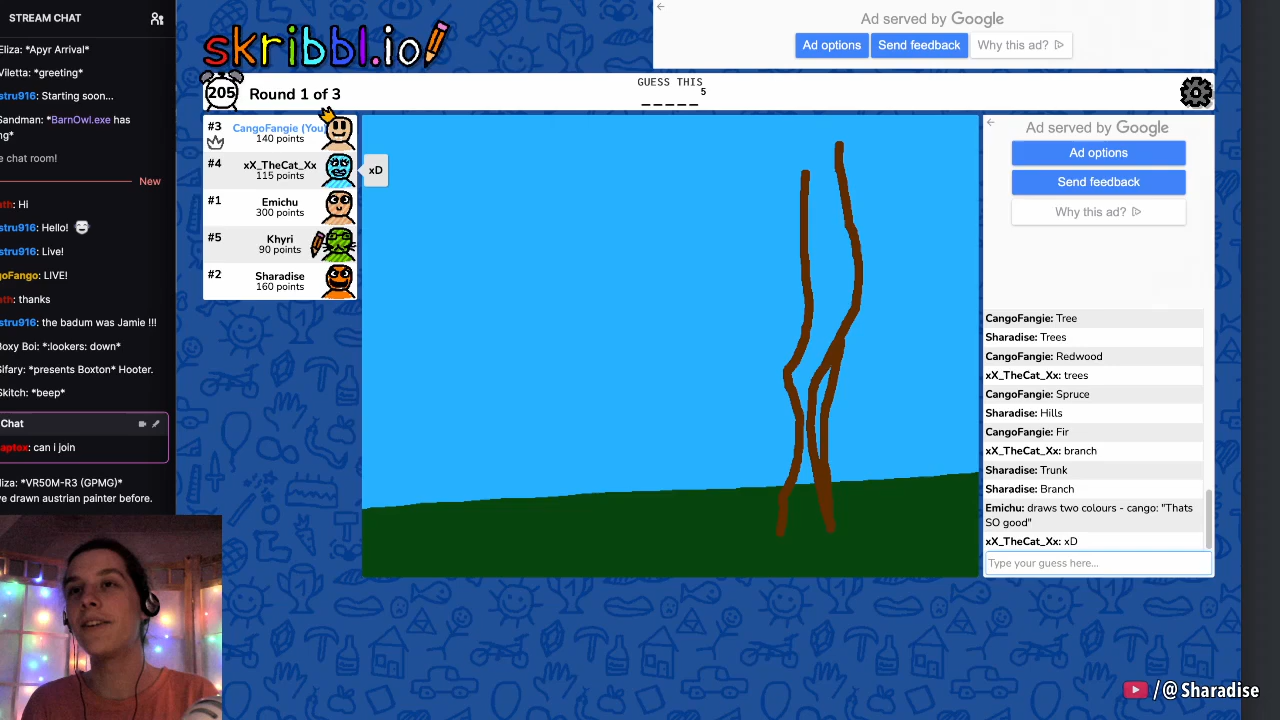 STREAM CHAT
Eliza: *Apyr Arrival*
Viletta: *greeting*
stru916: Starting soon...
Sandman: *BarnOwl.exe has
ng*
e chat room!
New
ath: Hi
stru916: Hello!
stru916: Live!
goFango: LIVE!
ath: thanks
stru916: the badum was Jamie !!!
Boxy Boi: *:lookers: down*
Sifary: *presents Boxton* Hooter.
Skitch: *beep*
Chat
aptox: can i join
liza: *VR50M-R3 (GPMG)*
ve drawn austrian painter before.
skribbl.io
Ad served by Google
Ad options
Send feedback
Why this ad?
205
Round 1 of 3
GUESS THIS
_____ 5
#3
CangoFangie (You)
140 points
#4
xX_TheCat_Xx
115 points
xD
#1
Emichu
300 points
#5
Khyri
90 points
#2
Sharadise
160 points
Ad served by Google
Ad options
Send feedback
Why this ad?
CangoFangie: Tree
Sharadise: Trees
CangoFangie: Redwood
xX_TheCat_Xx: trees
CangoFangie: Spruce
Sharadise: Hills
CangoFangie: Fir
xX_TheCat_Xx: branch
Sharadise: Trunk
Sharadise: Branch
Emichu: draws two colours - cango: "Thats
SO good"
xX_TheCat_Xx: xD
Type your guess here...
/@Sharadise